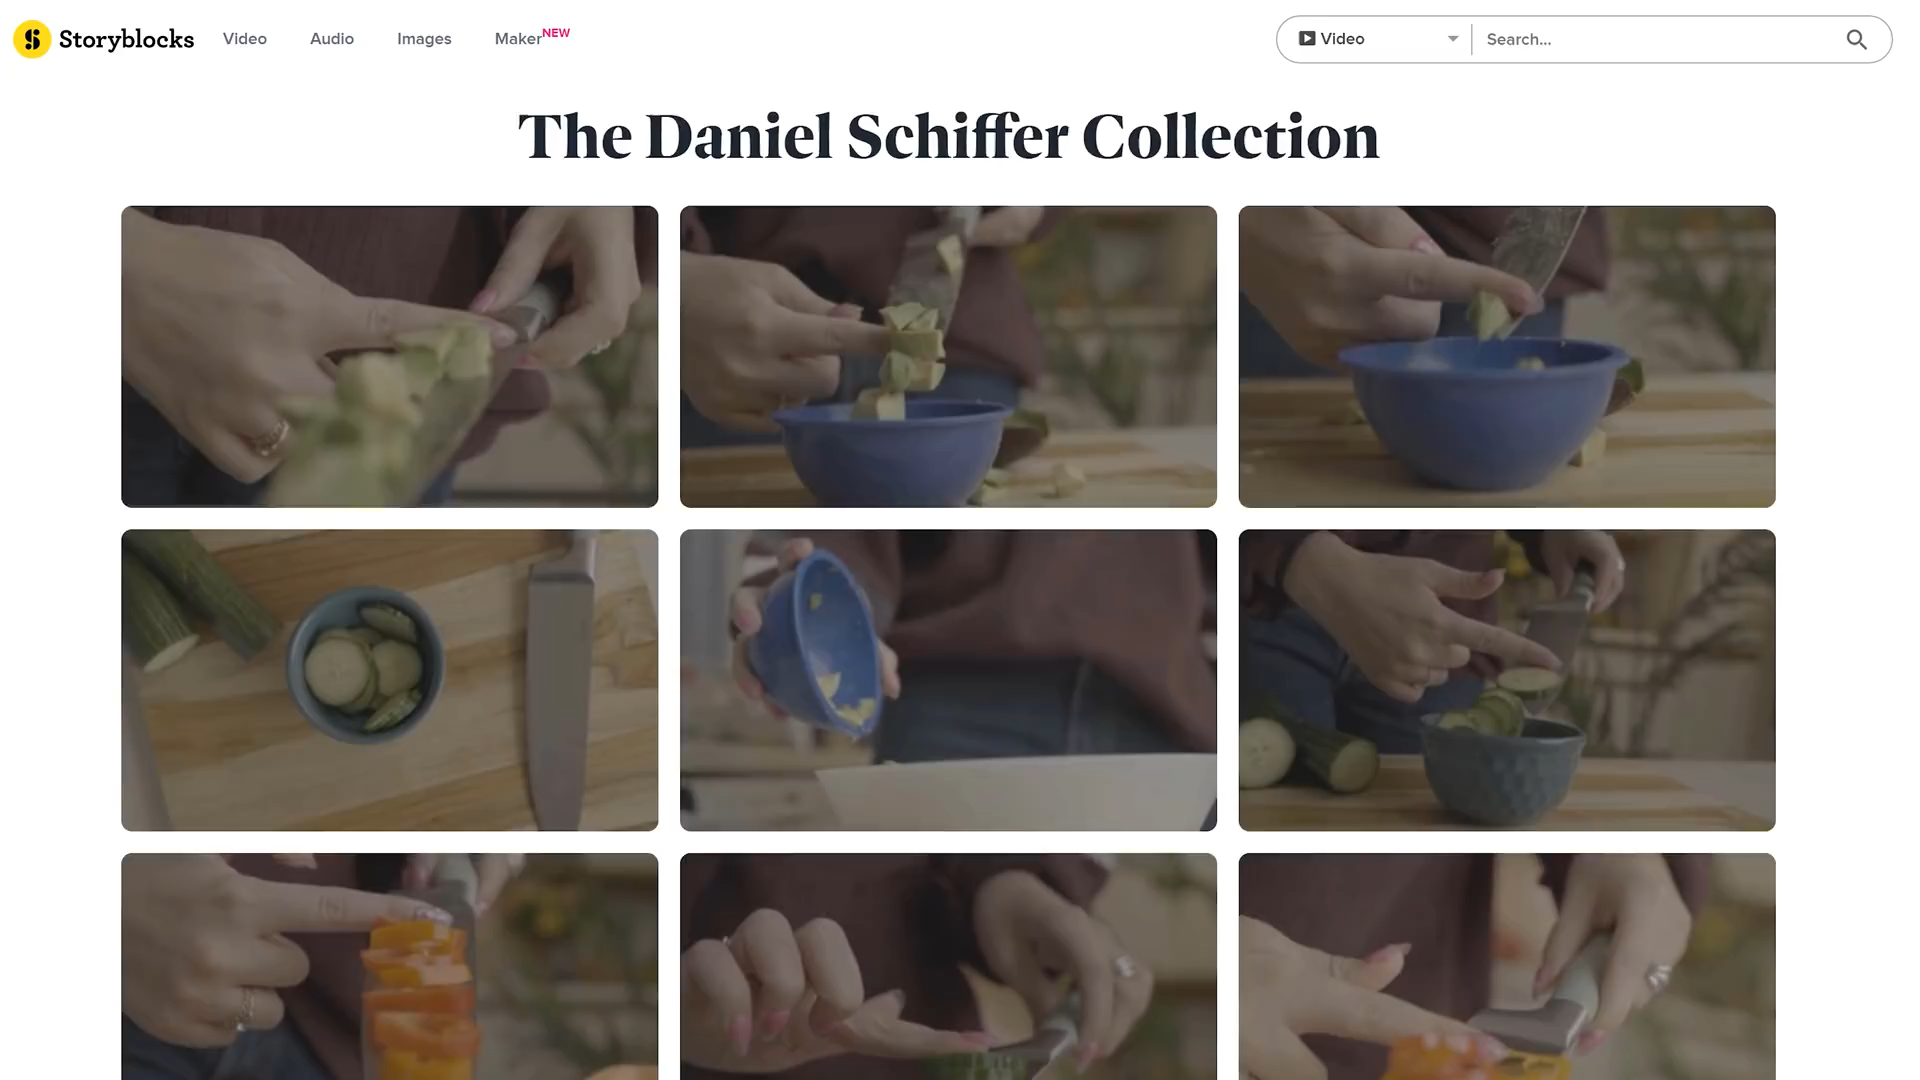 Storyblocks
Video
Audio
Images
Maker NEW
Video
Search...
The Daniel Schiffer Collection